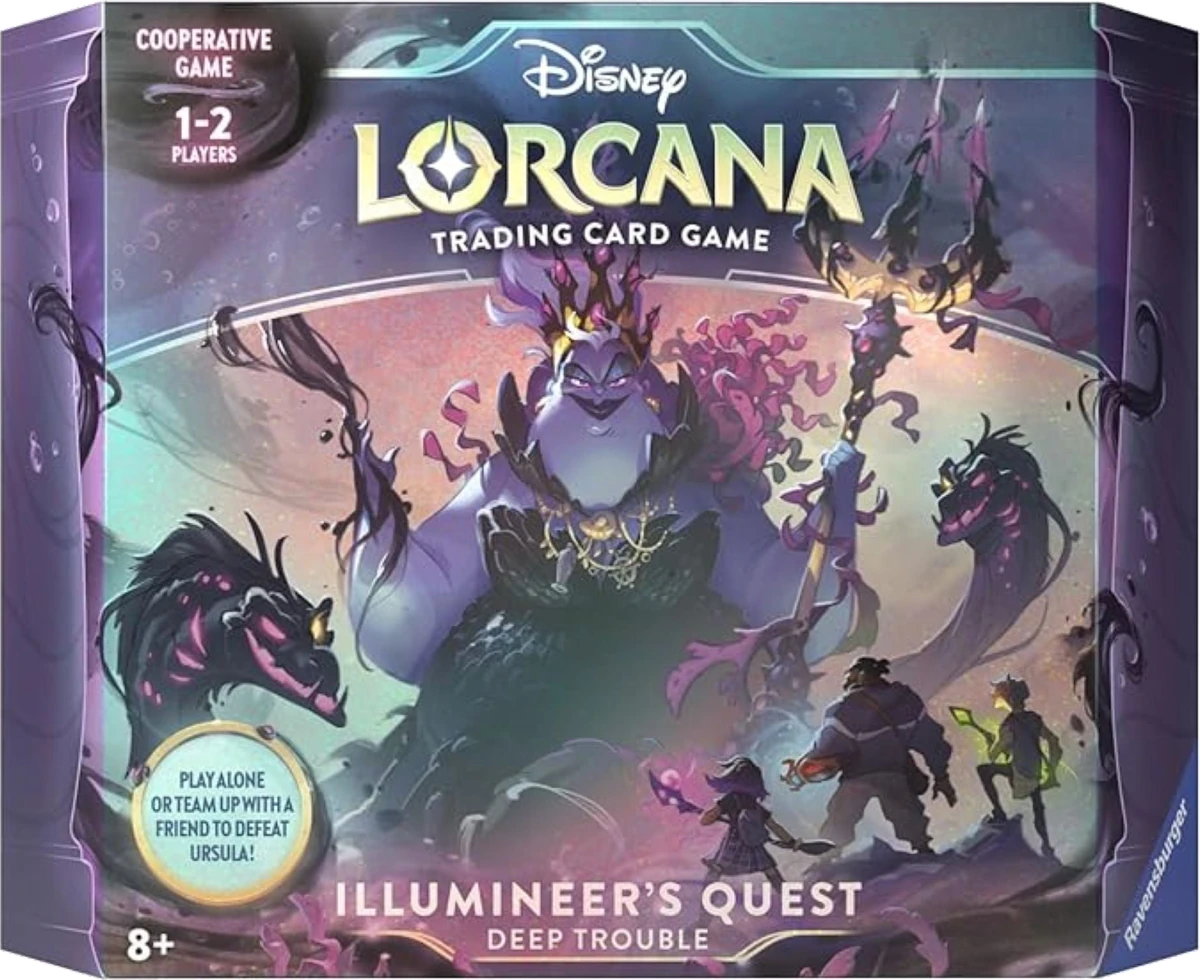 COOPERATIVE
GAME
1-2
PLAYERS
Disney
LORCANA
TRADING CARD GAME
PLAY ALONE
OR TEAM UP WITH A
FRIEND TO DEFEAT
URSULA!
ILLUMINEER'S QUEST
DEEP TROUBLE
8+
Ravensburger